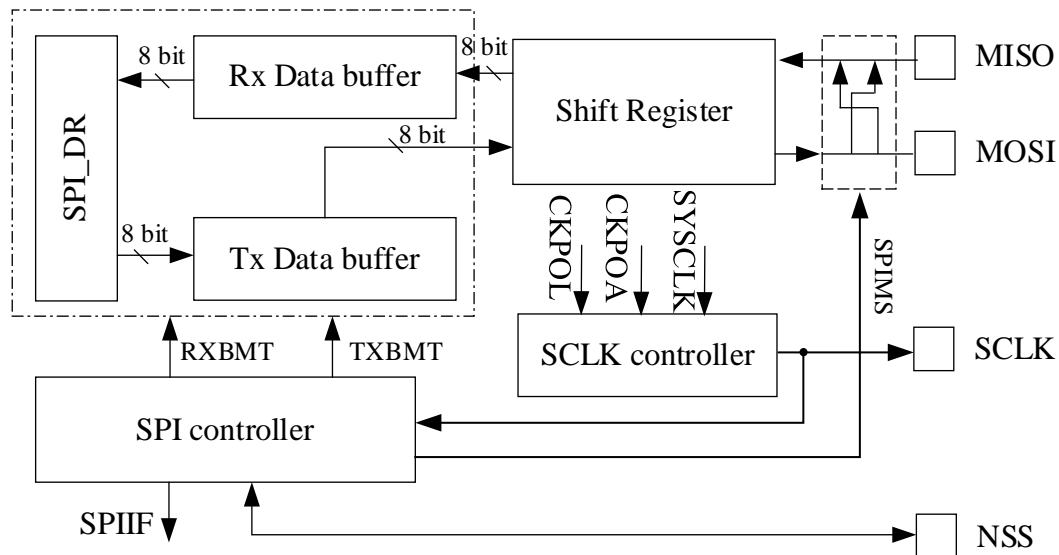 8 bit
Rx Data buffer
8 bit
Shift Register
MISO
MOSI
SPI_DR
8 bit
8 bit
Tx Data buffer
CKPOL
CKPOA
SYSCLK
SPIMS
RXBMT
TXBMT
SCLK controller
SCLK
SPI controller
SPIIF
NSS